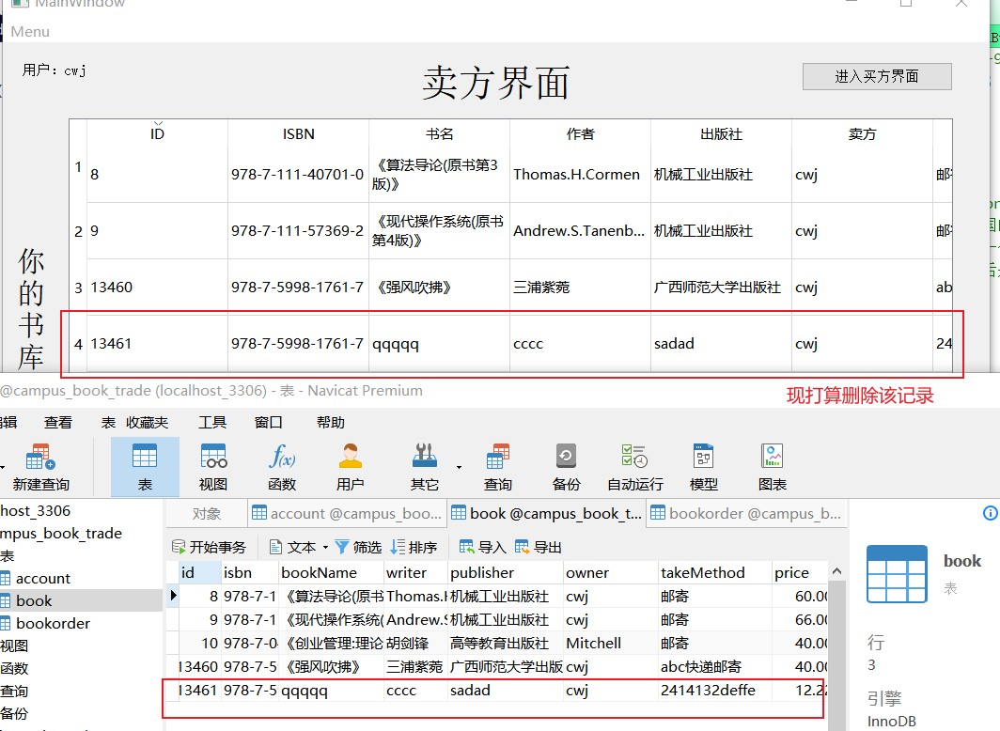 MainWindow
Menu
用户：cwj
卖方界面
进入买方界面
你的书库
ID ISBN 书名 作者 出版社 卖方
1 8 978-7-111-40701-0 《算法导论(原书第3版)》 Thomas.H.Cormen 机械工业出版社 cwj 邮
2 9 978-7-111-57369-2 《现代操作系统(原书第4版)》 Andrew.S.Tanenb... 机械工业出版社 cwj 邮
3 13460 978-7-5998-1761-7 《强风吹拂》 三浦紫菀 广西师范大学出版社 cwj ab
4 13461 978-7-5998-1761-7 qqqqq cccc sadad cwj 24
现打算删除该记录
@campus_book_trade (localhost_3306) - 表 - Navicat Premium
编辑 查看 表 收藏夹 工具 窗口 帮助
新建查询 表 视图 函数 用户 其它 查询 备份 自动运行 模型 图表
host_3306
mpus_book_trade
表
account
book
bookorder
视图
函数
查询
备份
对象 account @campus_boo... book @campus_book_t... bookorder @campus_b...
开始事务 文本 筛选 排序 导入 导出
id isbn bookName writer publisher owner takeMethod price
8 978-7-1 《算法导论(原书 Thomas.H 机械工业出版社 cwj 邮寄 60.00
9 978-7-1 《现代操作系统( Andrew.S 机械工业出版社 cwj 邮寄 66.00
10 978-7-0 《创业管理:理论 胡剑锋 高等教育出版社 Mitchell 邮寄 40.00
13460 978-7-5 《强风吹拂》 三浦紫菀 广西师范大学出版 cwj abc快递邮寄 40.00
13461 978-7-5 qqqqq cccc sadad cwj 2414132deffe 12.22
book
表
行
3
引擎
InnoDB